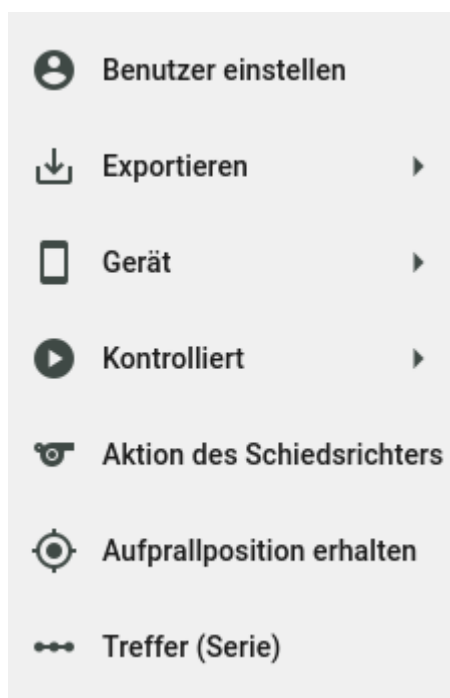 Benutzer einstellen
Exportieren
Gerät
Kontrolliert
Aktion des Schiedsrichters
Aufprallposition erhalten
Treffer (Serie)